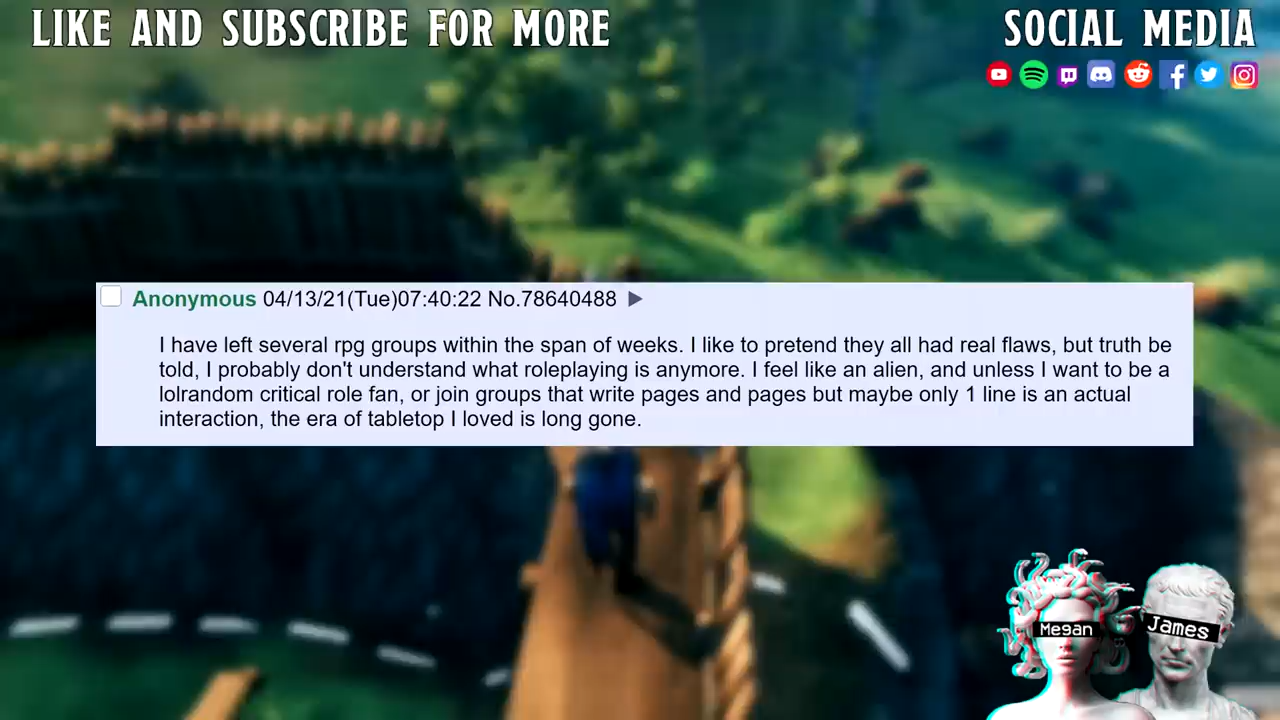 LIKE AND SUBSCRIBE FOR MORE
SOCIAL MEDIA
Anonymous 04/13/21(Tue)07:40:22 No.78640488 ▶
I have left several rpg groups within the span of weeks. I like to pretend they all had real flaws, but truth be
told, I probably don't understand what roleplaying is anymore. I feel like an alien, and unless I want to be a
lolrandom critical role fan, or join groups that write pages and pages but maybe only 1 line is an actual
interaction, the era of tabletop I loved is long gone.
Megan
James